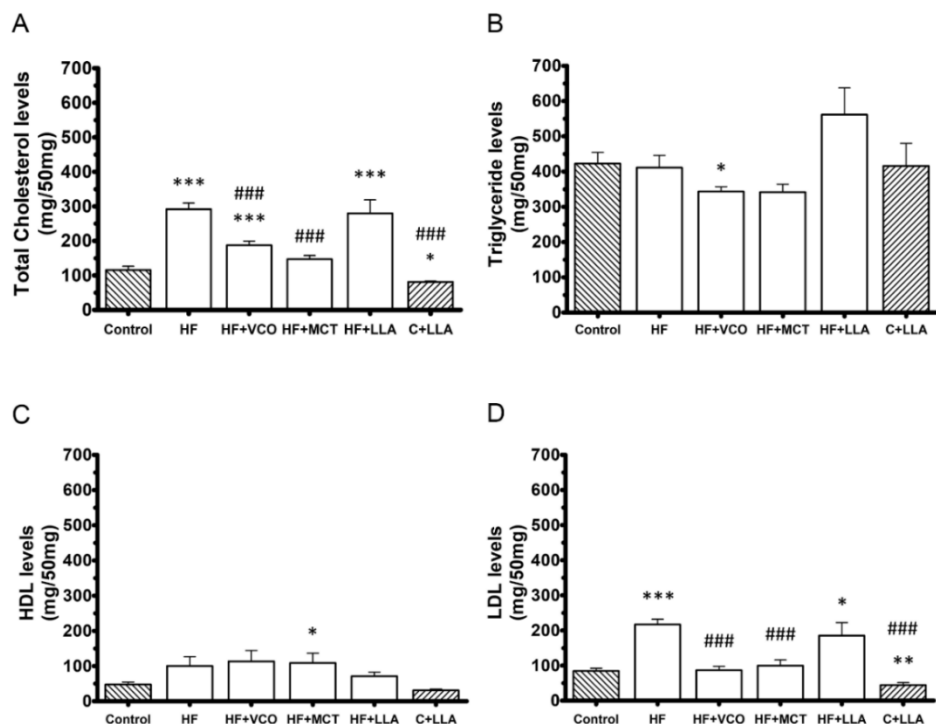 A
Total Cholesterol levels
(mg/50mg)
700
600
500
400
300
200
100
0
***
###
***
###
***
###
*
Control HF HF+VCO HF+MCT HF+LLA C+LLA
B
Triglyceride levels
(mg/50mg)
700
600
500
400
300
200
100
0
*
Control HF HF+VCO HF+MCT HF+LLA C+LLA
C
HDL levels
(mg/50mg)
700
600
500
400
300
200
100
0
*
Control HF HF+VCO HF+MCT HF+LLA C+LLA
D
LDL levels
(mg/50mg)
700
600
500
400
300
200
100
0
***
###
###
*
###
**
Control HF HF+VCO HF+MCT HF+LLA C+LLA